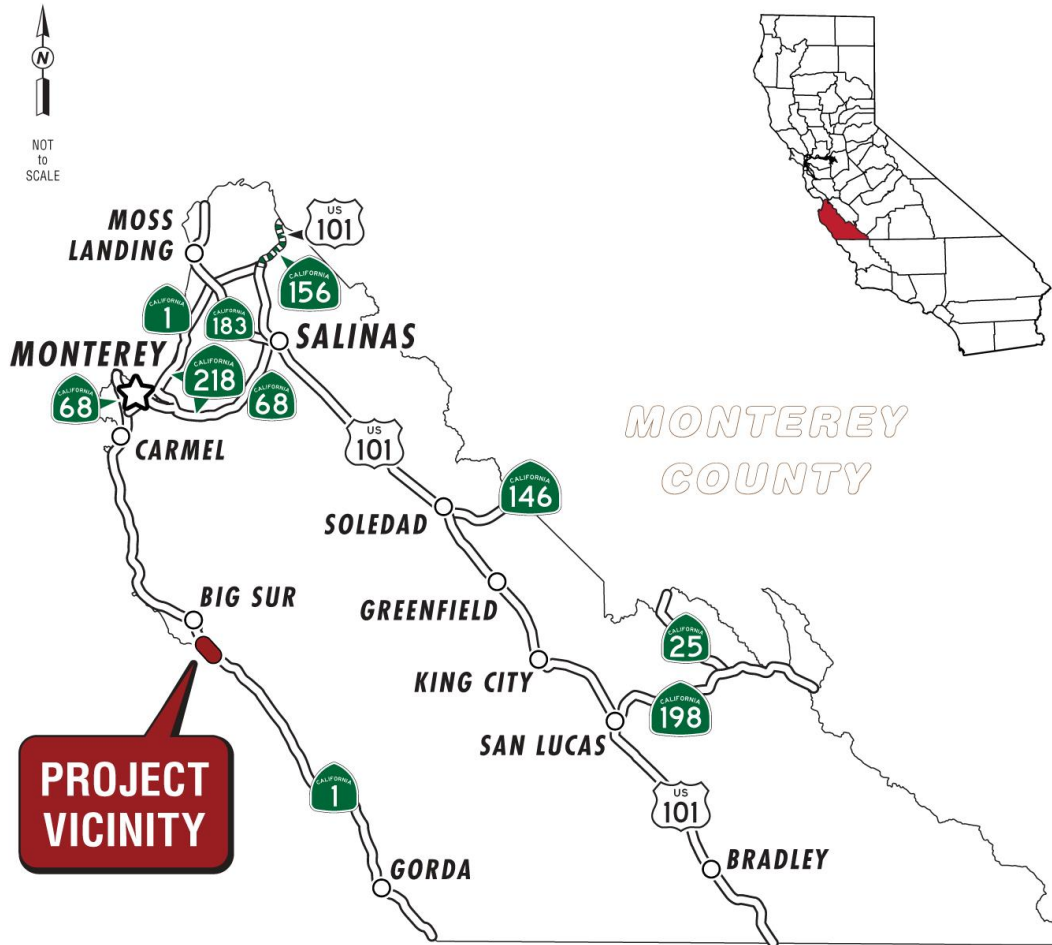 N
NOT
to
SCALE
MOSS
LANDING
US
101
CALIFORNIA
156
CALIFORNIA
1
CALIFORNIA
183
SALINAS
MONTEREY
CALIFORNIA
218
CALIFORNIA
68
CALIFORNIA
68
CARMEL
US
101
MONTEREY
COUNTY
CALIFORNIA
146
SOLEDAD
GREENFIELD
BIG SUR
CALIFORNIA
25
KING CITY
CALIFORNIA
198
SAN LUCAS
PROJECT
VICINITY
CALIFORNIA
1
US
101
BRADLEY
GORDA